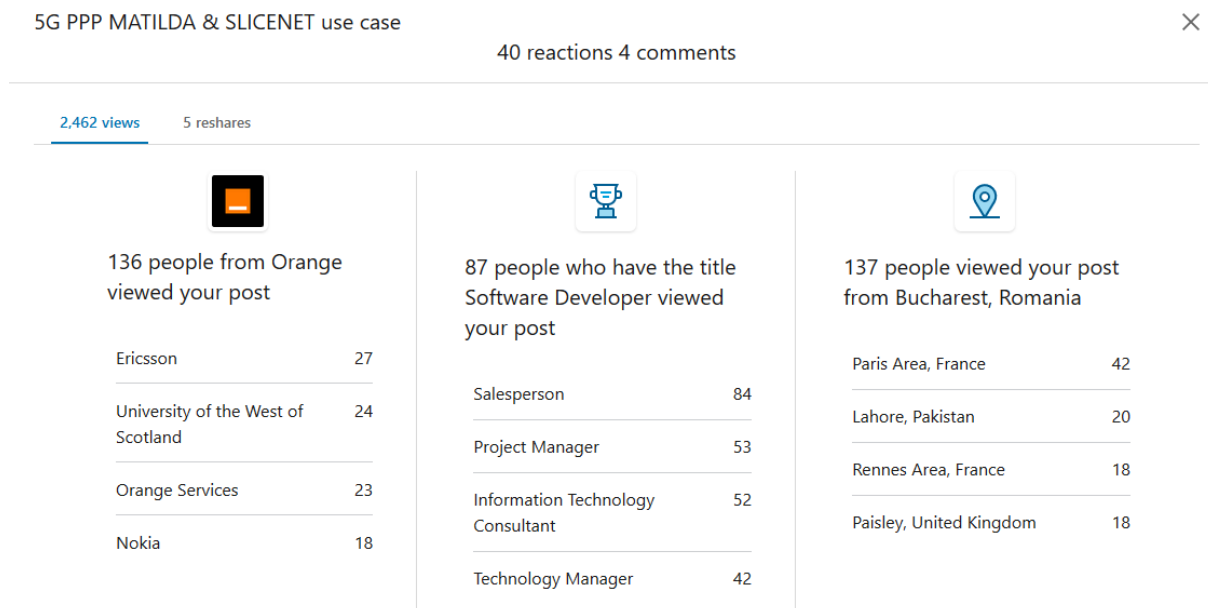 5G PPP MATILDA & SLICENET use case
40 reactions 4 comments
2,462 views 5 reshares
136 people from Orange
viewed your post
Ericsson 27
University of the West of 24
Scotland
Orange Services 23
Nokia 18
87 people who have the title
Software Developer viewed
your post
Salesperson 84
Project Manager 53
Information Technology 52
Consultant
Technology Manager 42
137 people viewed your post
from Bucharest, Romania
Paris Area, France 42
Lahore, Pakistan 20
Rennes Area, France 18
Paisley, United Kingdom 18